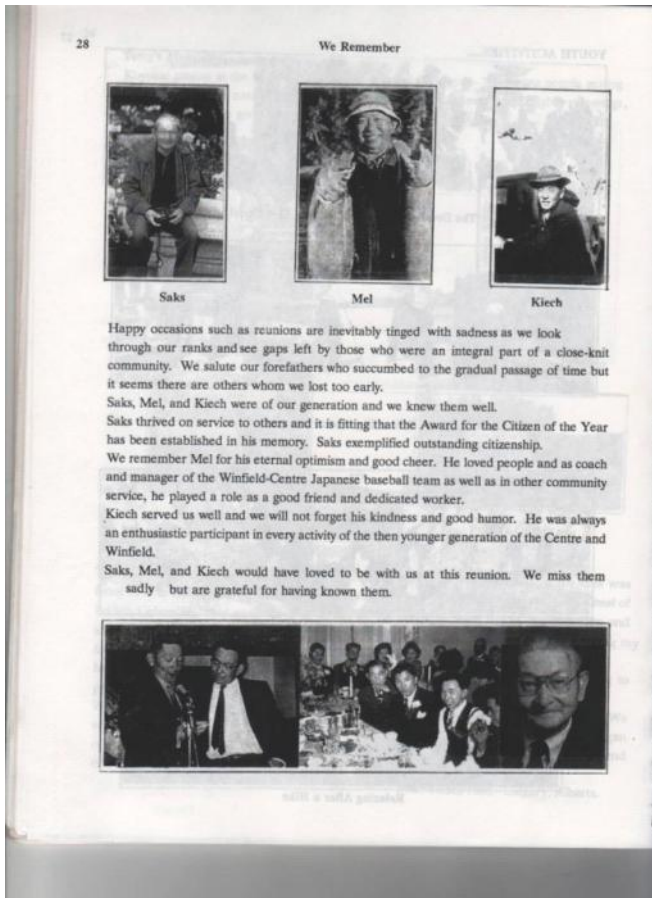 28
We Remember
Saks
Mel
Kiech
Happy occasions such as reunions are inevitably tinged with sadness as we look
through our ranks and see gaps left by those who were an integral part of a close-knit
community. We salute our forefathers who succumbed to the gradual passage of time but
it seems there are others whom we lost too early.
Saks, Mel, and Kiech were of our generation and we knew them well.
Saks thrived on service to others and it is fitting that the Award for the Citizen of the Year
has been established in his memory. Saks exemplified outstanding citizenship.
We remember Mel for his eternal optimism and good cheer. He loved people and as coach
and manager of the Winfield-Centre Japanese baseball team as well as in other community
service, he played a role as a good friend and dedicated worker.
Kiech served us well and we will not forget his kindness and good humor. He was always
an enthusiastic participant in every activity of the then younger generation of the Centre and
Winfield.
Saks, Mel, and Kiech would have loved to be with us at this reunion. We miss them
sadly but are grateful for having known them.
YOUTH ACTIVITIES
Relaxing After a Hike